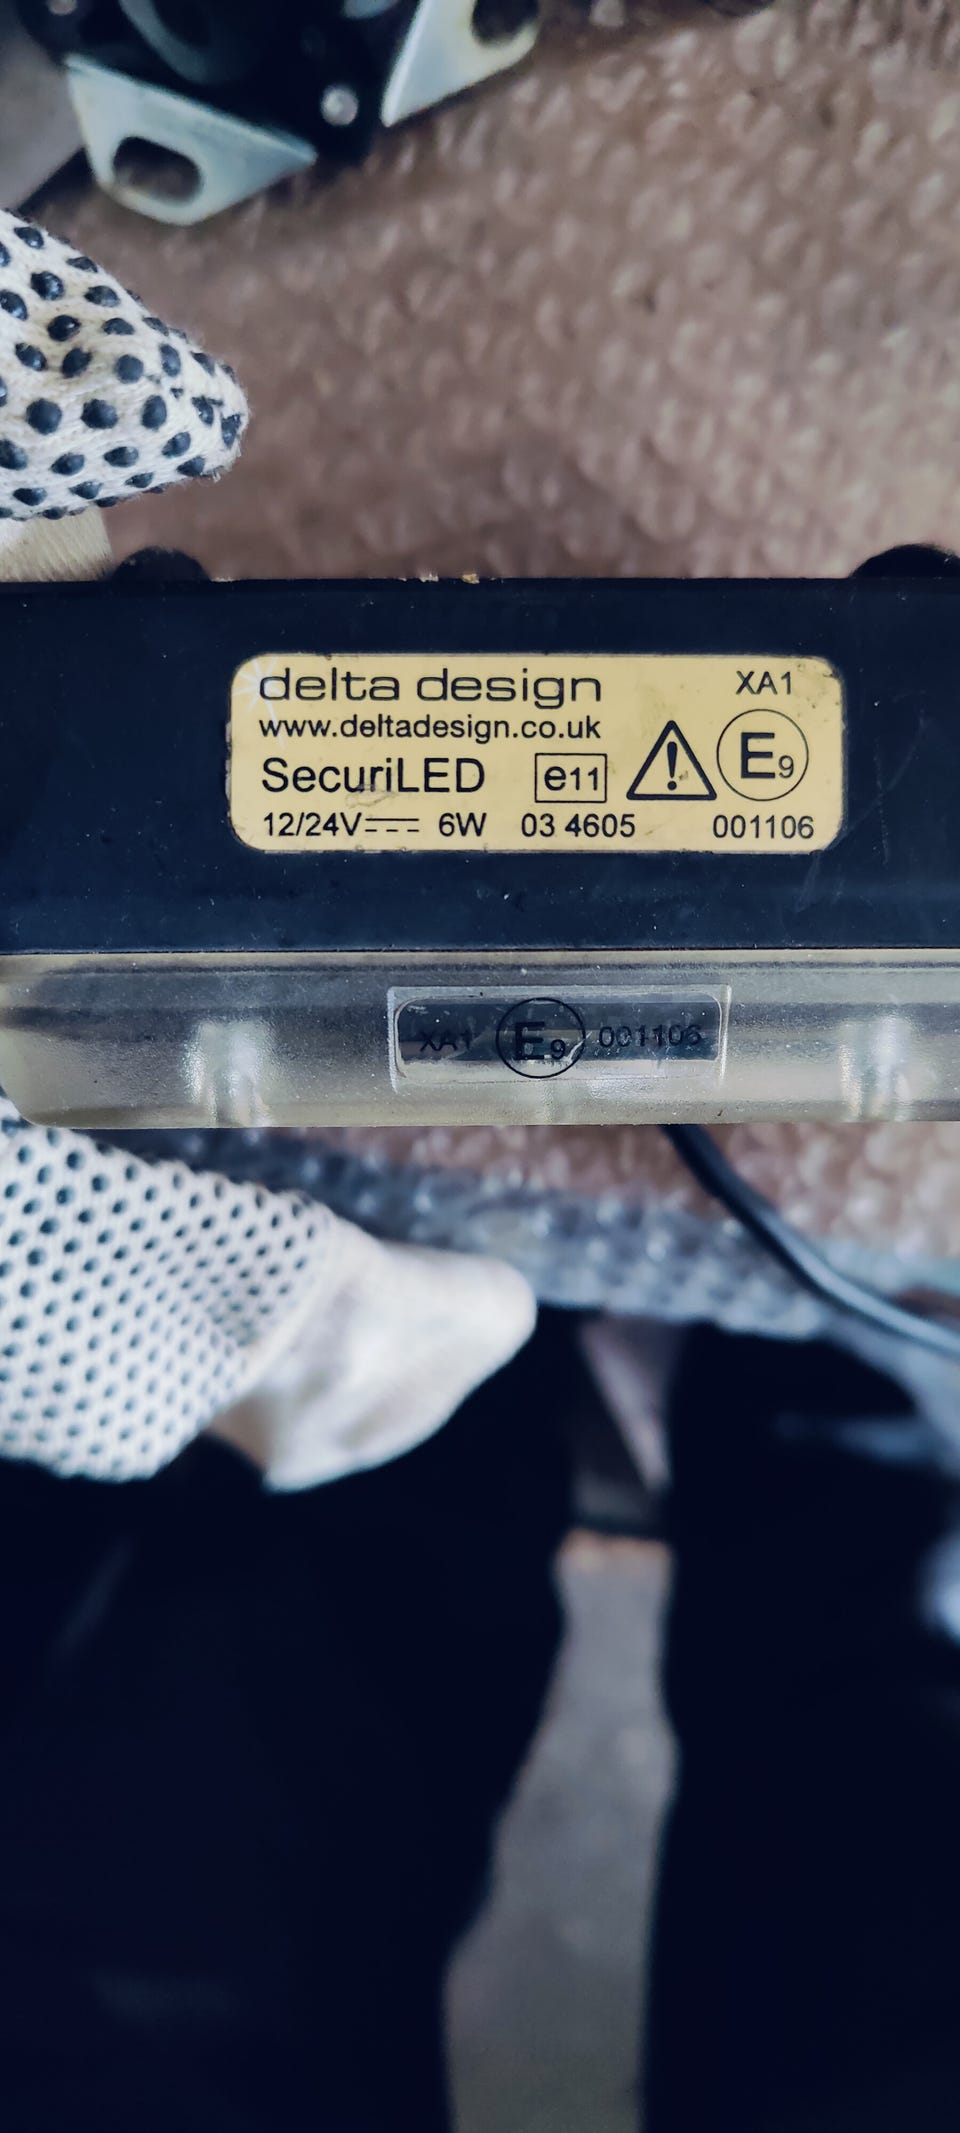 delta design XA1
www.deltadesign.co.uk
SecuriLED e11 E9
12/24V 6W 03 4605 001106
XA1 E9 001106